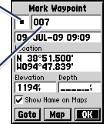 Mark Waypoint
007
09-JUL-09 09:09
Location
N 38°51.500'
W094°47.839'
Elevation Depth
1194ft
Show Name on Maps
Goto Map OK